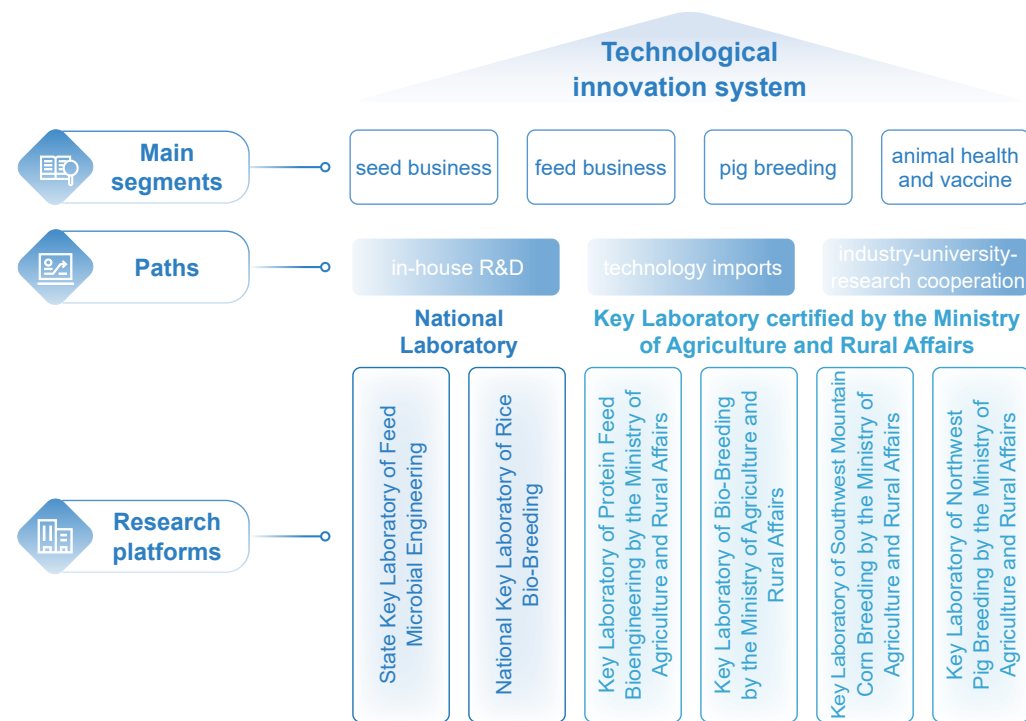 Technological
innovation system
Main
segments
seed business
feed business
pig breeding
animal health
and vaccine
Paths
in-house R&D
technology imports
industry-university-
research cooperation
National
Laboratory
Key Laboratory certified by the Ministry
of Agriculture and Rural Affairs
Research
platforms
State Key Laboratory of Feed
Microbial Engineering
National Key Laboratory of Rice
Bio-Breeding
Key Laboratory of Protein Feed
Bioengineering by the Ministry of
Agriculture and Rural Affairs
Key Laboratory of Bio-Breeding
by the Ministry of Agriculture and
Rural Affairs
Key Laboratory of Southwest Mountain
Corn Breeding by the Ministry of
Agriculture and Rural Affairs
Key Laboratory of Northwest
Pig Breeding by the Ministry of
Agriculture and Rural Affairs